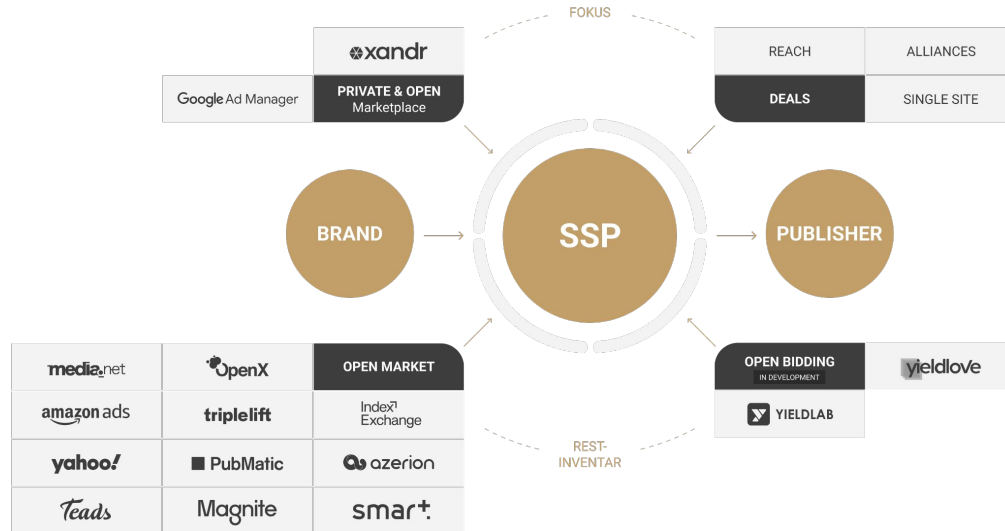 FOKUS
xandr
REACH
ALLIANCES
Google Ad Manager
PRIVATE & OPEN
Marketplace
DEALS
SINGLE SITE
BRAND
SSP
PUBLISHER
media.net
OpenX
OPEN MARKET
OPEN BIDDING
IN DEVELOPMENT
yieldlove
amazon ads
triplelift
Index
Exchange
YIELDLAB
REST-
INVENTAR
yahoo!
PubMatic
azerion
Teads
Magnite
smart.